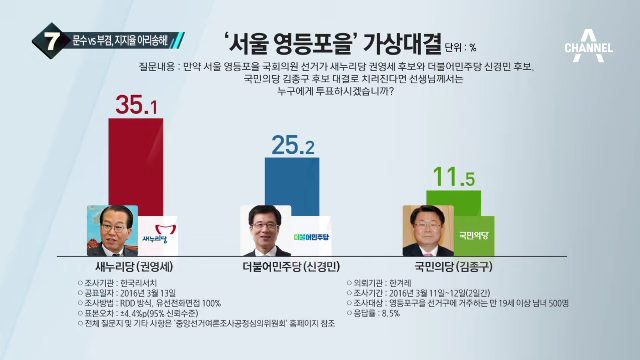 7 문수 vs 부겸, 지지율 아리송해!
'서울 영등포을' 가상대결 단위 : %
CHANNEL A
질문내용 : 만약 서울 영등포을 국회의원 선거가 새누리당 권영세 후보와 더불어민주당 신경민 후보,
국민의당 김종구 후보 대결로 치러진다면 선생님께서는
누구에게 투표하시겠습니까?
35.1
25.2
11.5
새누리당
더불어민주당
국민의당
새누리당 (권영세)
더불어민주당 (신경민)
국민의당 (김종구)
○ 조사기관 : 한국리서치
○ 공표일자 : 2016년 3월 13일
○ 조사방법 : RDD 방식, 유선전화면접 100%
○ 표본오차 : ±4.4%p(95% 신뢰수준)
○ 전체 질문지 및 기타 사항은 '중앙선거여론조사공정심의위원회' 홈페이지 참조
○ 의뢰기관 : 한겨레
○ 조사기간 : 2016년 3월 11일~12일(2일간)
○ 조사대상 : 영등포구을 선거구에 거주하는 만 19세 이상 남녀 500명
○ 응답률 : 8.5%